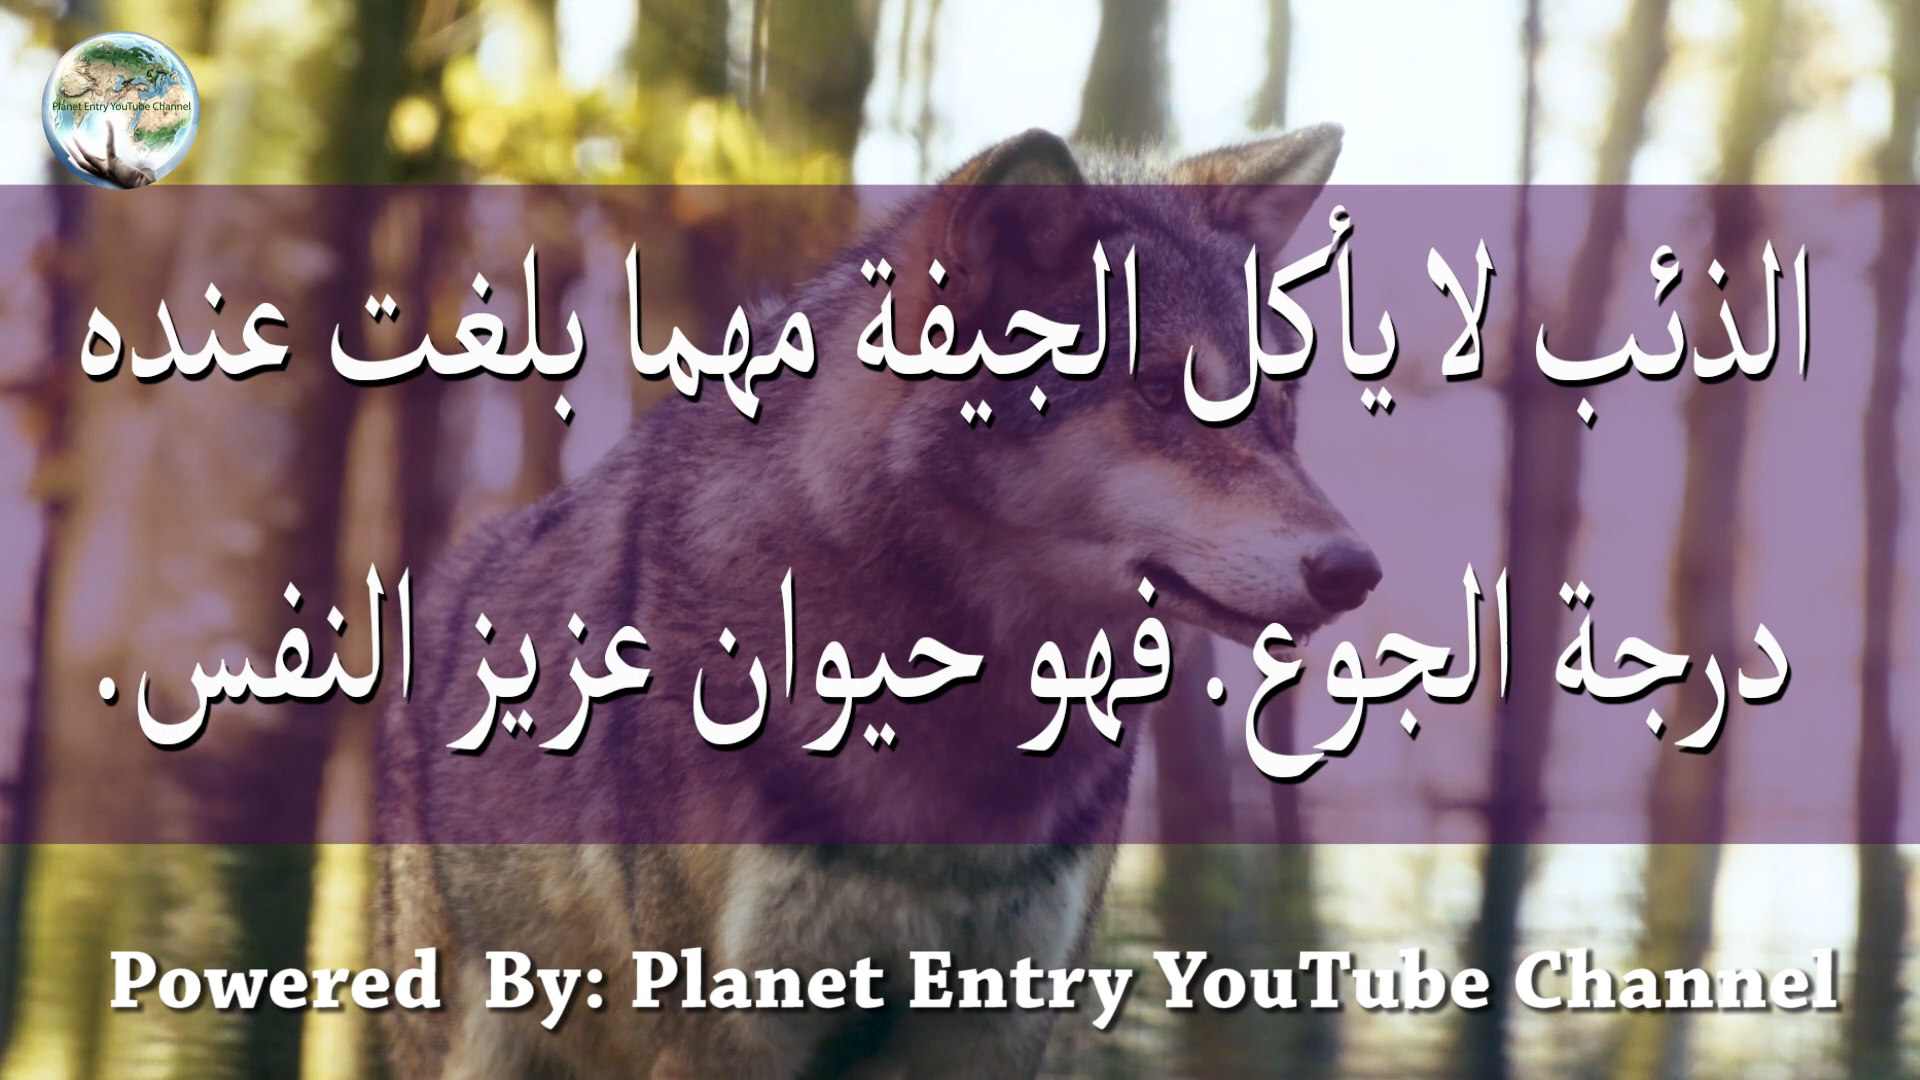 Planet Entry YouTube Channel
الذئب لا يأكل الجيفة مهما بلغت عنده
درجة الجوع. فهو حيوان عزيز النفس.
Powered By: Planet Entry YouTube Channel